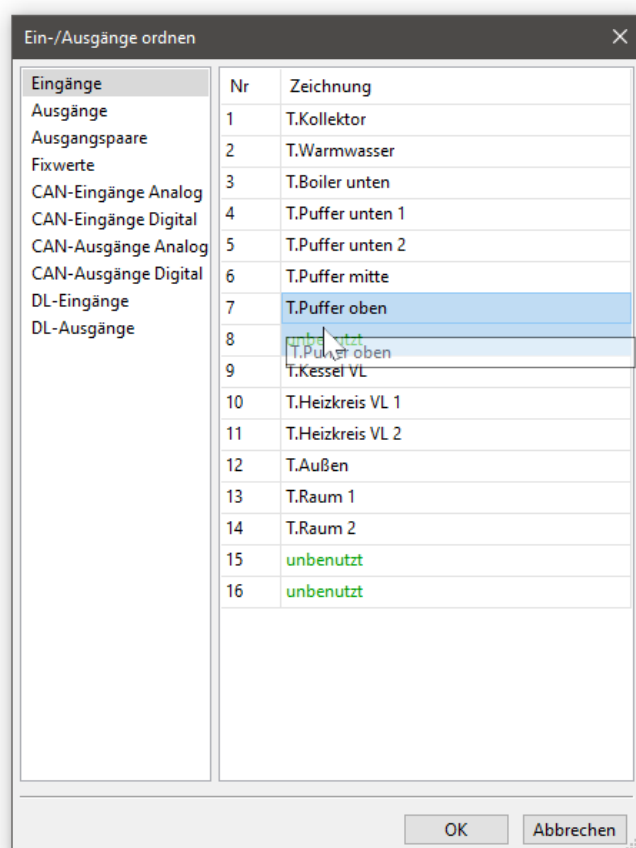 Ein-/Ausgänge ordnen
Eingänge
Ausgänge
Ausgangspaare
Fixwerte
CAN-Eingänge Analog
CAN-Eingänge Digital
CAN-Ausgänge Analog
CAN-Ausgänge Digital
DL-Eingänge
DL-Ausgänge
Nr Zeichnung
1 T.Kollektor
2 T.Warmwasser
3 T.Boiler unten
4 T.Puffer unten 1
5 T.Puffer unten 2
6 T.Puffer mitte
7 T.Puffer oben
8 unbenutzt
T.Puffer oben
9 T.Kessel VL
10 T.Heizkreis VL 1
11 T.Heizkreis VL 2
12 T.Außen
13 T.Raum 1
14 T.Raum 2
15 unbenutzt
16 unbenutzt
OK Abbrechen